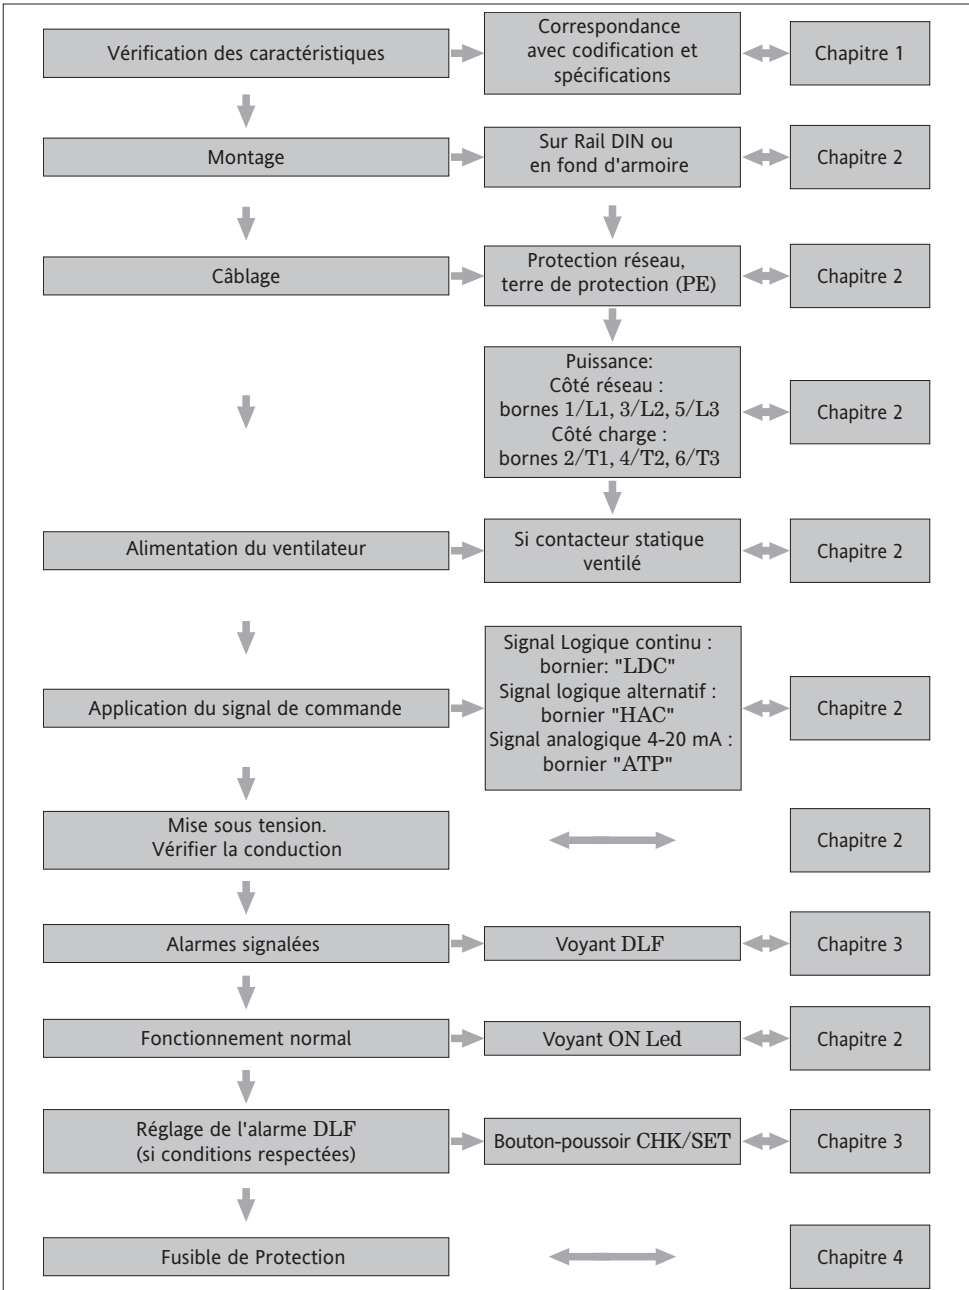 Vérification des caractéristiques
Correspondance
avec codification et
spécifications
Chapitre 1
Montage
Sur Rail DIN ou
en fond d'armoire
Chapitre 2
Câblage
Protection réseau,
terre de protection (PE)
Chapitre 2
Puissance:
Côté réseau :
bornes 1/L1, 3/L2, 5/L3
Côté charge :
bornes 2/T1, 4/T2, 6/T3
Chapitre 2
Alimentation du ventilateur
Si contacteur statique
ventilé
Chapitre 2
Application du signal de commande
Signal Logique continu :
bornier: "LDC"
Signal logique alternatif :
bornier "HAC"
Signal analogique 4-20 mA :
bornier "ATP"
Chapitre 2
Mise sous tension.
Vérifier la conduction
Chapitre 2
Alarmes signalées
Voyant DLF
Chapitre 3
Fonctionnement normal
Voyant ON Led
Chapitre 2
Réglage de l'alarme DLF
(si conditions respectées)
Bouton-poussoir CHK/SET
Chapitre 3
Fusible de Protection
Chapitre 4